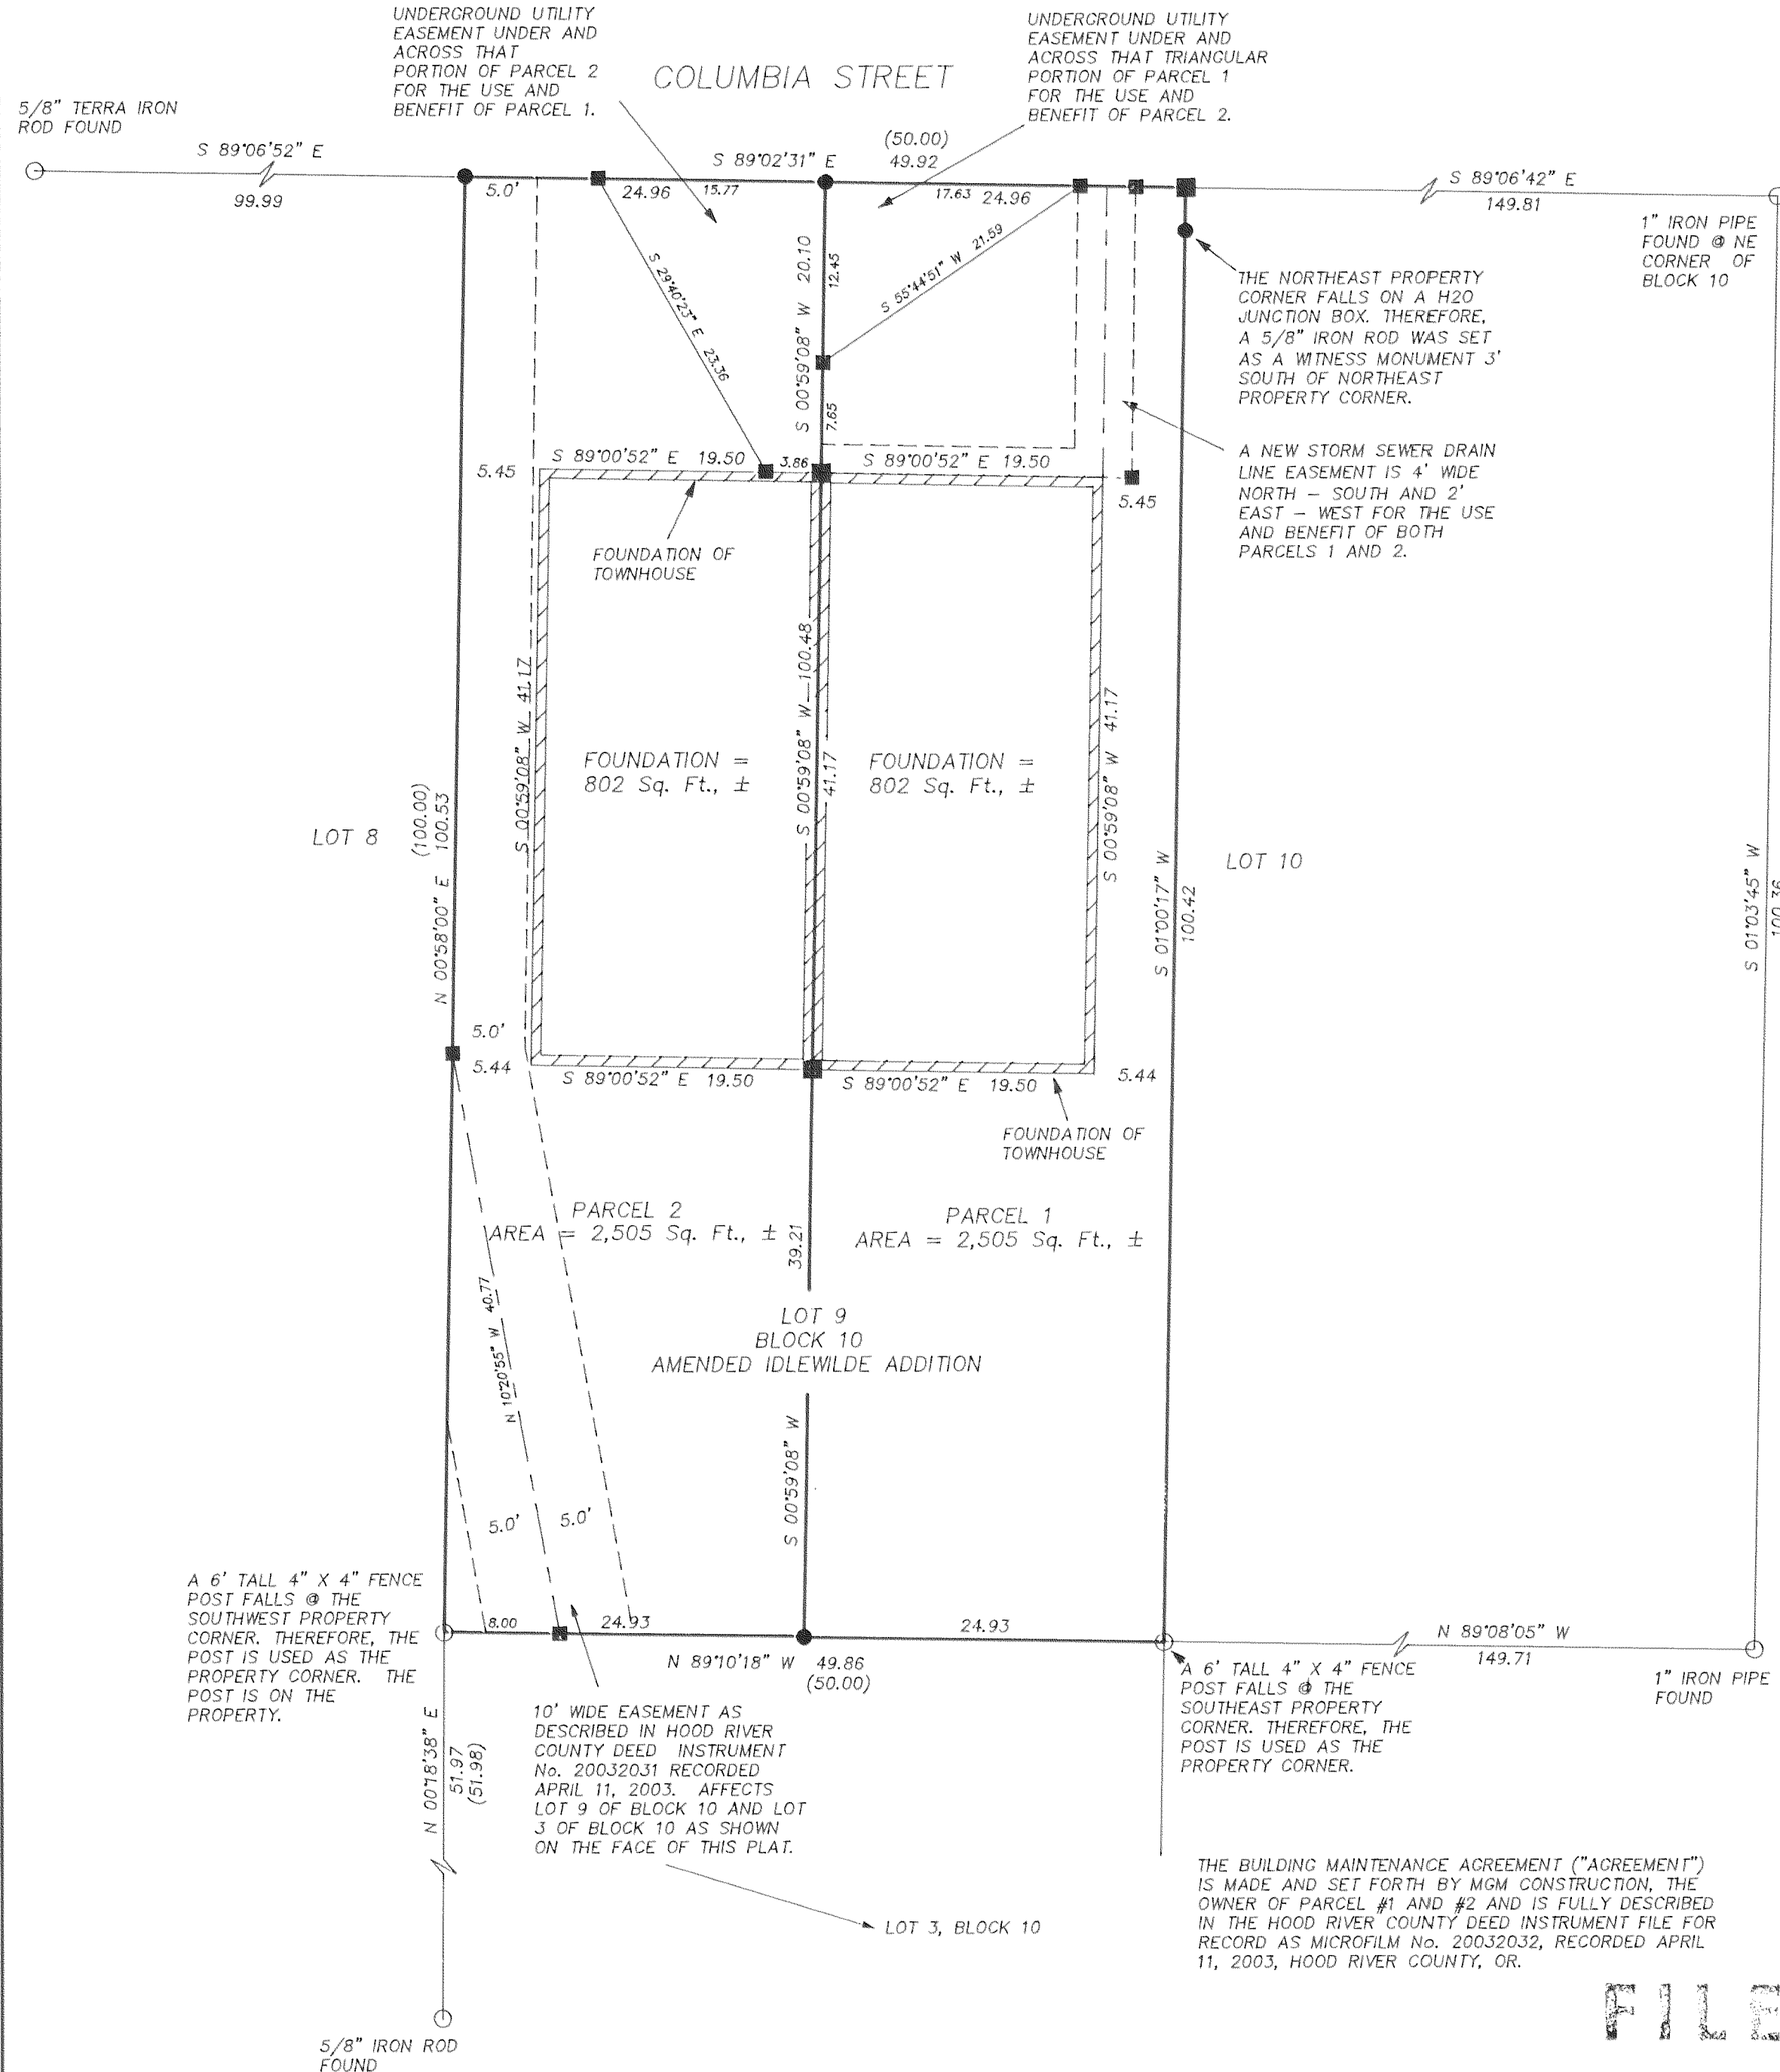 UNDERGROUND UTILITY
EASEMENT UNDER AND
ACROSS THAT
PORTION OF PARCEL 2
FOR THE USE AND
BENEFIT OF PARCEL 1.
COLUMBIA STREET
UNDERGROUND UTILITY
EASEMENT UNDER AND
ACROSS THAT TRIANGULAR
PORTION OF PARCEL 1
FOR THE USE AND
BENEFIT OF PARCEL 2.
5/8" TERRA IRON
ROD FOUND
S 89°06'52" E
99.99
S 89°02'31" E
(50.00)
49.92
5.0'
24.96
15.77
17.63
24.96
S 89°06'42" E
149.81
1" IRON PIPE
FOUND @ NE
CORNER OF
BLOCK 10
S 29°40'23" E 23.36
S 00°59'08" W 20.10
12.45
7.65
S 55°44'51" W 21.59
THE NORTHEAST PROPERTY
CORNER FALLS ON A H2O
JUNCTION BOX. THEREFORE,
A 5/8" IRON ROD WAS SET
AS A WITNESS MONUMENT 3'
SOUTH OF NORTHEAST
PROPERTY CORNER.
A NEW STORM SEWER DRAIN
LINE EASEMENT IS 4' WIDE
NORTH - SOUTH AND 2'
EAST - WEST FOR THE USE
AND BENEFIT OF BOTH
PARCELS 1 AND 2.
5.45
S 89°00'52" E 19.50
3.86
S 89°00'52" E 19.50
5.45
FOUNDATION OF
TOWNHOUSE
S 00°59'08" W 41.17
S 00°59'08" W 100.48
41.17
S 00°59'08" W 41.17
FOUNDATION =
802 Sq. Ft., ±
FOUNDATION =
802 Sq. Ft., ±
LOT 8
(100.00)
100.53
N 00°58'00" E
LOT 10
S 01°00'17" W
100.42
S 01°03'45" W
100.36
5.0'
5.44
S 89°00'52" E 19.50
S 89°00'52" E 19.50
5.44
FOUNDATION OF
TOWNHOUSE
PARCEL 2
AREA = 2,505 Sq. Ft., ±
39.21
PARCEL 1
AREA = 2,505 Sq. Ft., ±
N 10°20'55" W 40.77
LOT 9
BLOCK 10
AMENDED IDLEWILDE ADDITION
S 00°59'08" W
5.0'
5.0'
A 6' TALL 4" X 4" FENCE
POST FALLS @ THE
SOUTHWEST PROPERTY
CORNER. THEREFORE, THE
POST IS USED AS THE
PROPERTY CORNER. THE
POST IS ON THE
PROPERTY.
8.00
24.93
24.93
N 89°10'18" W 49.86
(50.00)
N 89°08'05" W
149.71
1" IRON PIPE
FOUND
A 6' TALL 4" X 4" FENCE
POST FALLS @ THE
SOUTHEAST PROPERTY
CORNER. THEREFORE, THE
POST IS USED AS THE
PROPERTY CORNER.
N 00°18'38" E
51.97
(51.98)
10' WIDE EASEMENT AS
DESCRIBED IN HOOD RIVER
COUNTY DEED INSTRUMENT
No. 20032031 RECORDED
APRIL 11, 2003. AFFECTS
LOT 9 OF BLOCK 10 AND LOT
3 OF BLOCK 10 AS SHOWN
ON THE FACE OF THIS PLAT.
LOT 3, BLOCK 10
THE BUILDING MAINTENANCE AGREEMENT ("AGREEMENT")
IS MADE AND SET FORTH BY MGM CONSTRUCTION, THE
OWNER OF PARCEL #1 AND #2 AND IS FULLY DESCRIBED
IN THE HOOD RIVER COUNTY DEED INSTRUMENT FILE FOR
RECORD AS MICROFILM No. 20032032, RECORDED APRIL
11, 2003, HOOD RIVER COUNTY, OR.
FILE
5/8" IRON ROD
FOUND